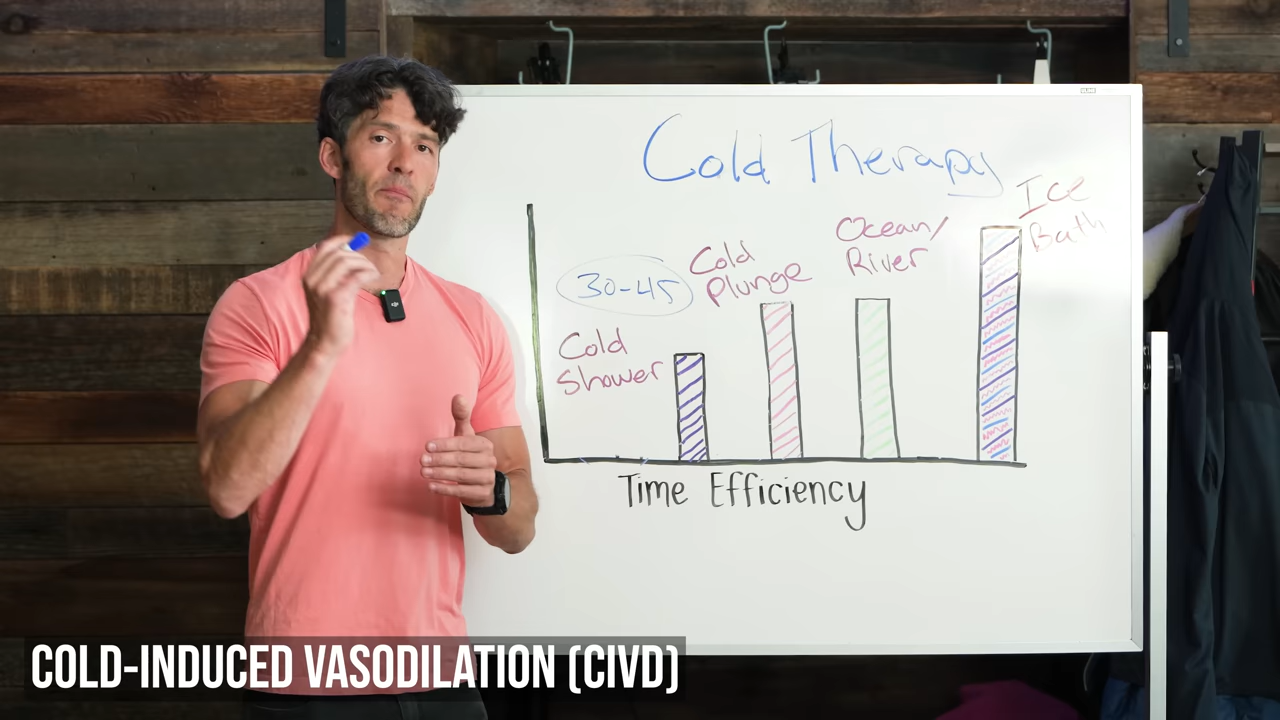 Cold Therapy
Ice
Bath
Ocean/
River
Cold
Plunge
30-45
Cold
Shower
Time Efficiency
COLD-INDUCED VASODILATION (CIVD)